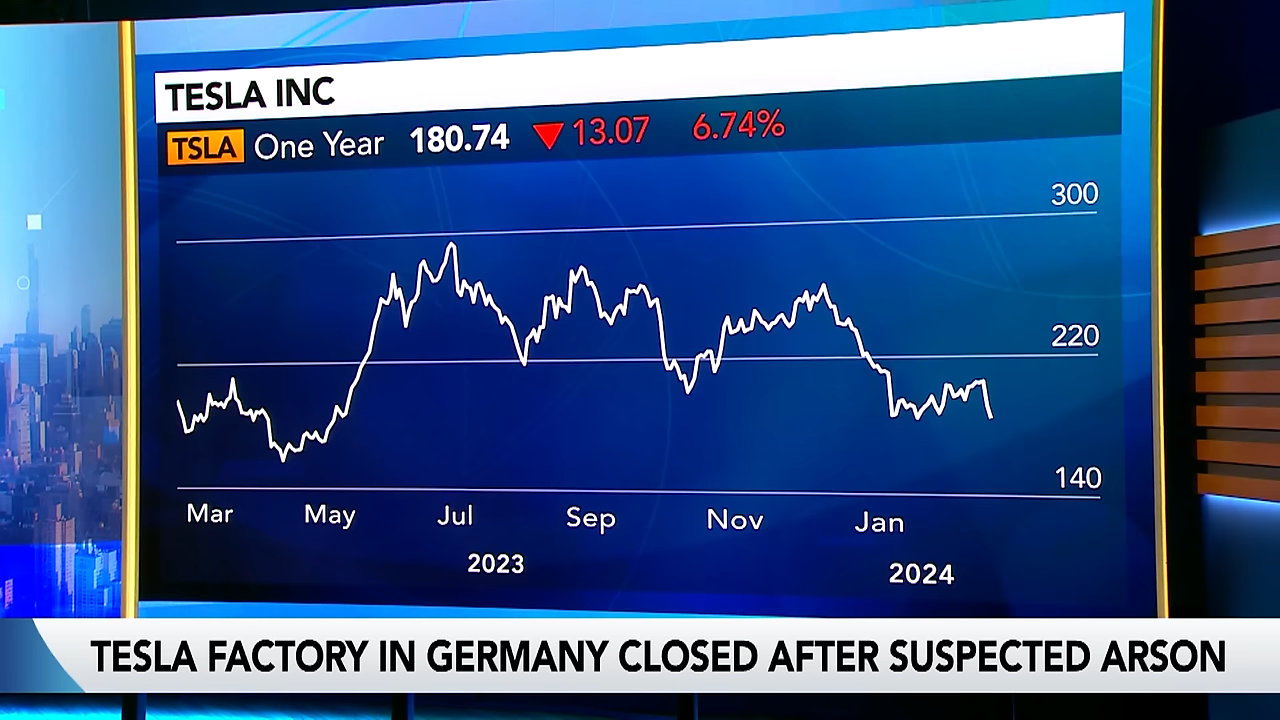 TESLA INC
TSLA One Year 180.74 ▼ 13.07 6.74%
300
220
140
Mar May Jul Sep Nov Jan
2023 2024
TESLA FACTORY IN GERMANY CLOSED AFTER SUSPECTED ARSON